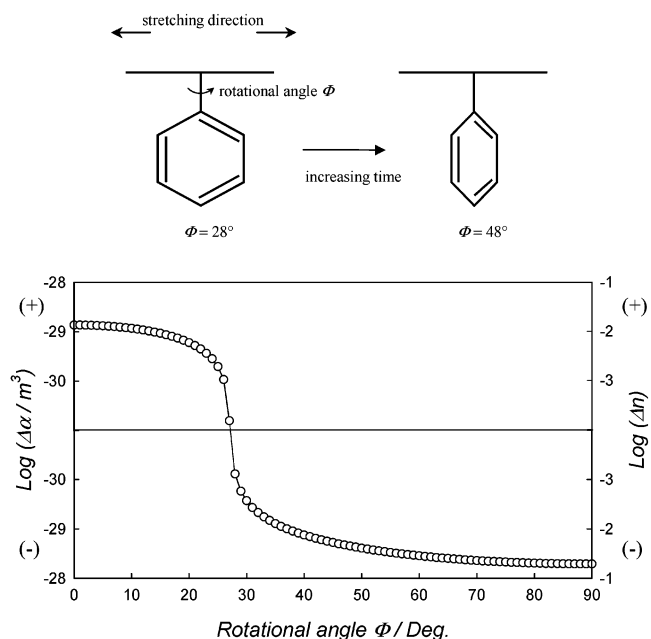 stretching direction
rotational angle Φ
increasing time
Φ = 28°
Φ = 48°
-28
-29
-30
-30
-29
-28
(+)
(-)
Log (Δα / m³)
-1
-2
-3
-3
-2
-1
(+)
(-)
Log (Δn)
0 10 20 30 40 50 60 70 80 90
Rotational angle Φ / Deg.